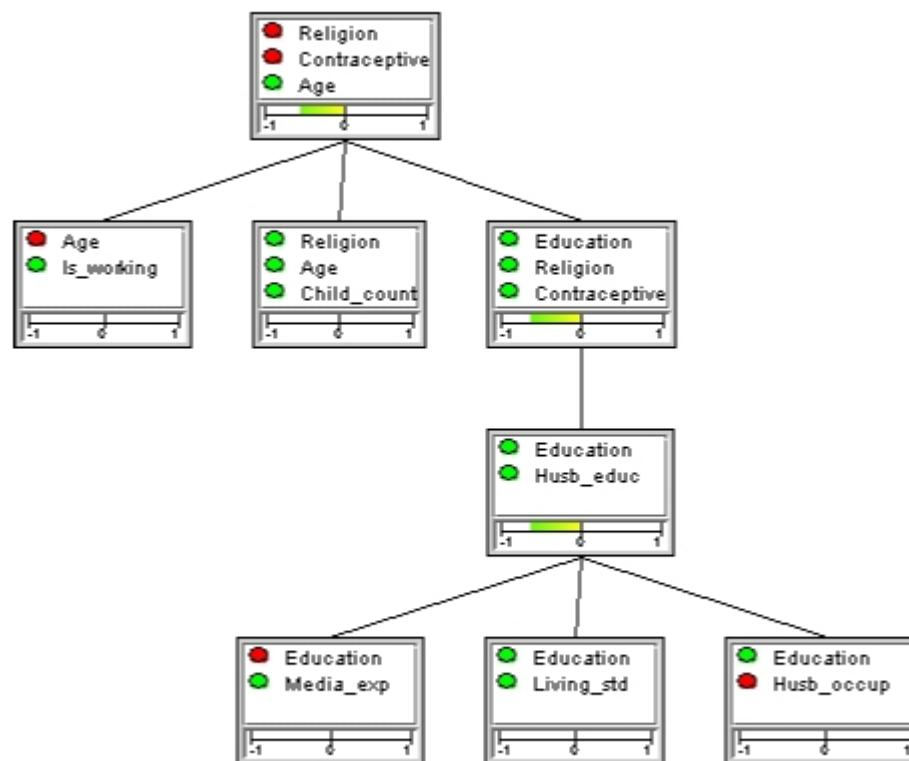 Religion
Contraceptive
Age
-1 0 1
Age
Is_working
-1 0 1
Religion
Age
Child_count
-1 0 1
Education
Religion
Contraceptive
-1 0 1
Education
Husb_educ
-1 0 1
Education
Media_exp
-1 0 1
Education
Living_std
-1 0 1
Education
Husb_occup
-1 0 1